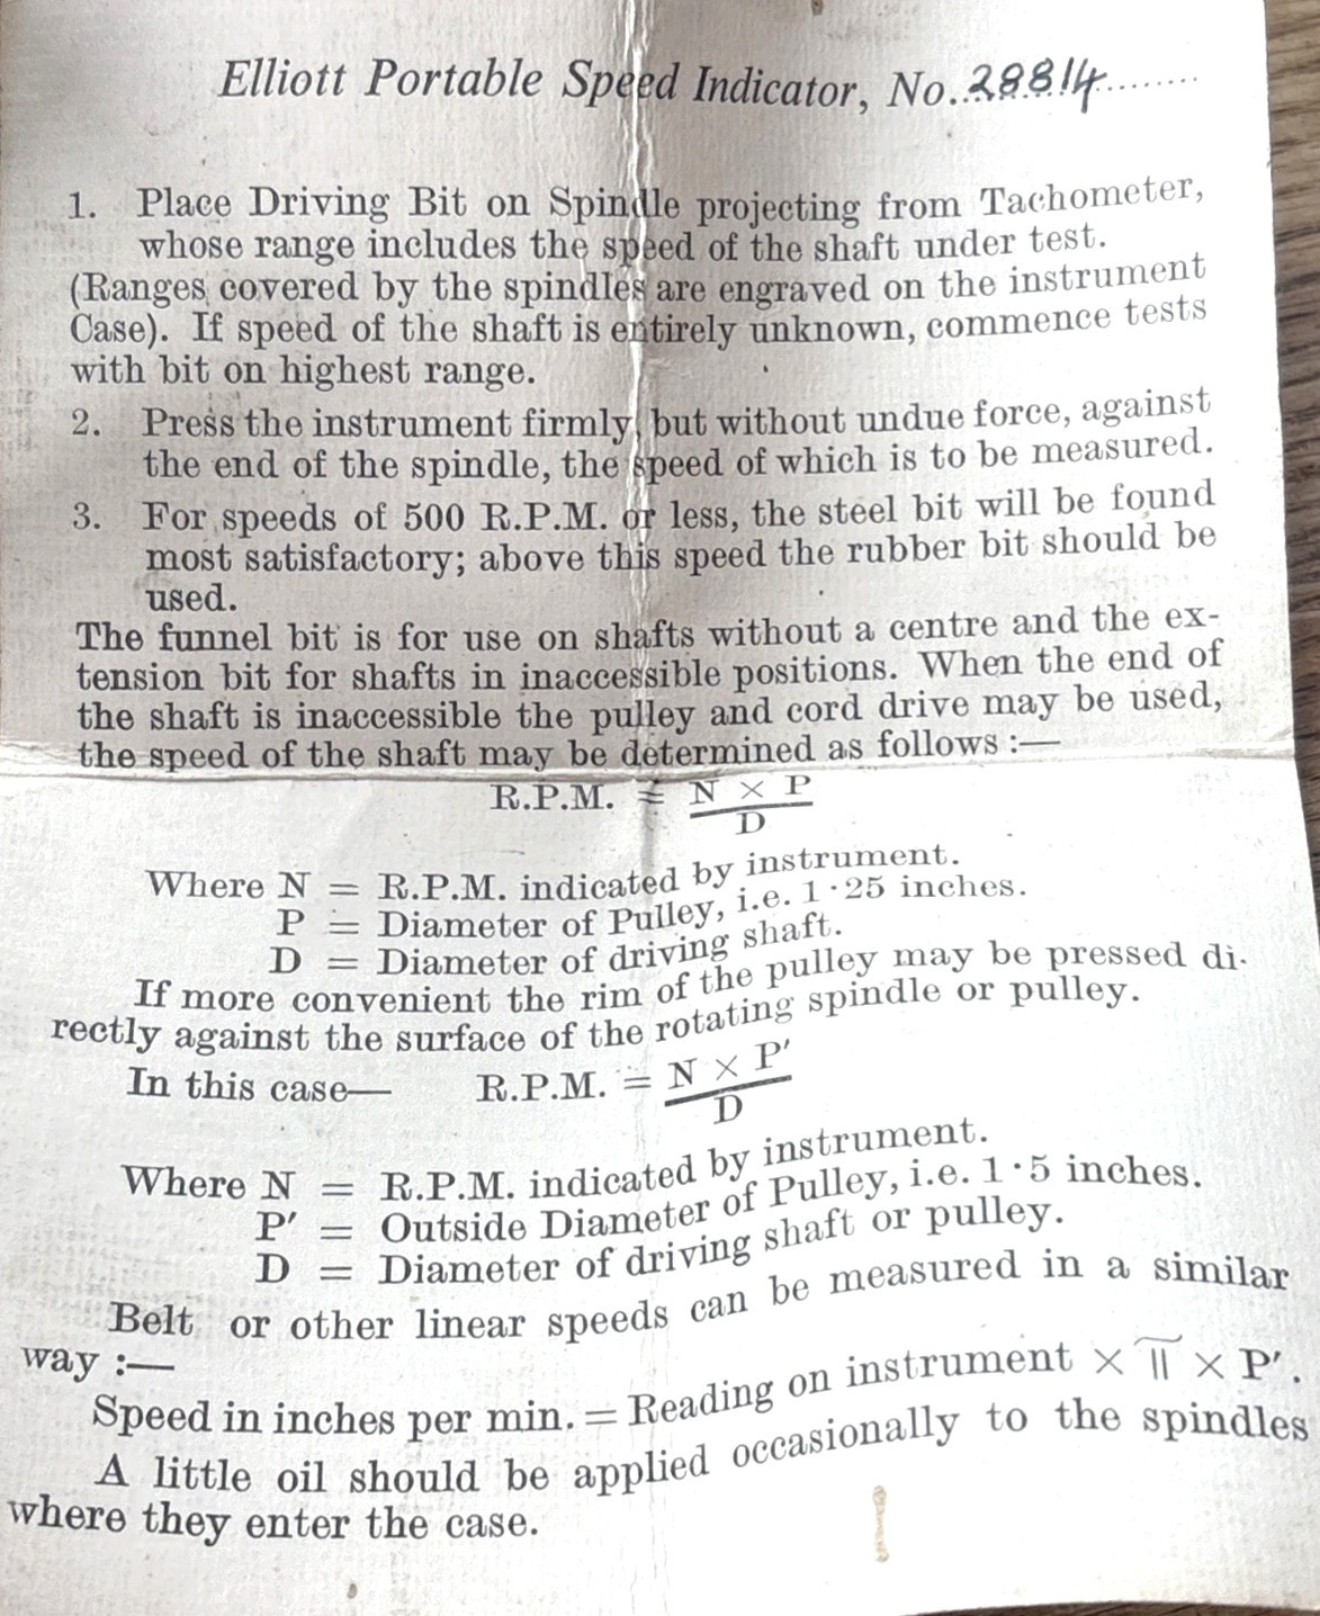 Elliott Portable Speed Indicator, No. 28814
1. Place Driving Bit on Spindle projecting from Tachometer,
whose range includes the speed of the shaft under test.
(Ranges covered by the spindles are engraved on the instrument
Case). If speed of the shaft is entirely unknown, commence tests
with bit on highest range.
2. Press the instrument firmly, but without undue force, against
the end of the spindle, the speed of which is to be measured.
3. For speeds of 500 R.P.M. or less, the steel bit will be found
most satisfactory; above this speed the rubber bit should be
used.
The funnel bit is for use on shafts without a centre and the ex-
tension bit for shafts in inaccessible positions. When the end of
the shaft is inaccessible the pulley and cord drive may be used,
the speed of the shaft may be determined as follows :—
R.P.M. = N × P
D
Where N = R.P.M. indicated by instrument.
P = Diameter of Pulley, i.e. 1·25 inches.
D = Diameter of driving shaft.
If more convenient the rim of the pulley may be pressed di-
rectly against the surface of the rotating spindle or pulley.
In this case— R.P.M. = N × P′
D
Where N = R.P.M. indicated by instrument.
P′ = Outside Diameter of Pulley, i.e. 1·5 inches.
D = Diameter of driving shaft or pulley.
Belt or other linear speeds can be measured in a similar
way :—
Speed in inches per min. = Reading on instrument × π × P′.
A little oil should be applied occasionally to the spindles
where they enter the case.